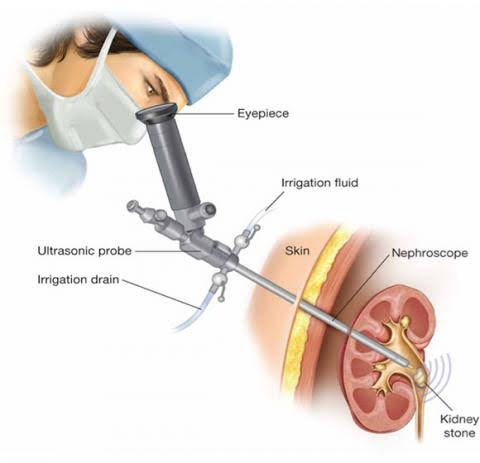 Eyepiece
Irrigation fluid
Ultrasonic probe
Skin
Nephroscope
Irrigation drain
Kidney
stone